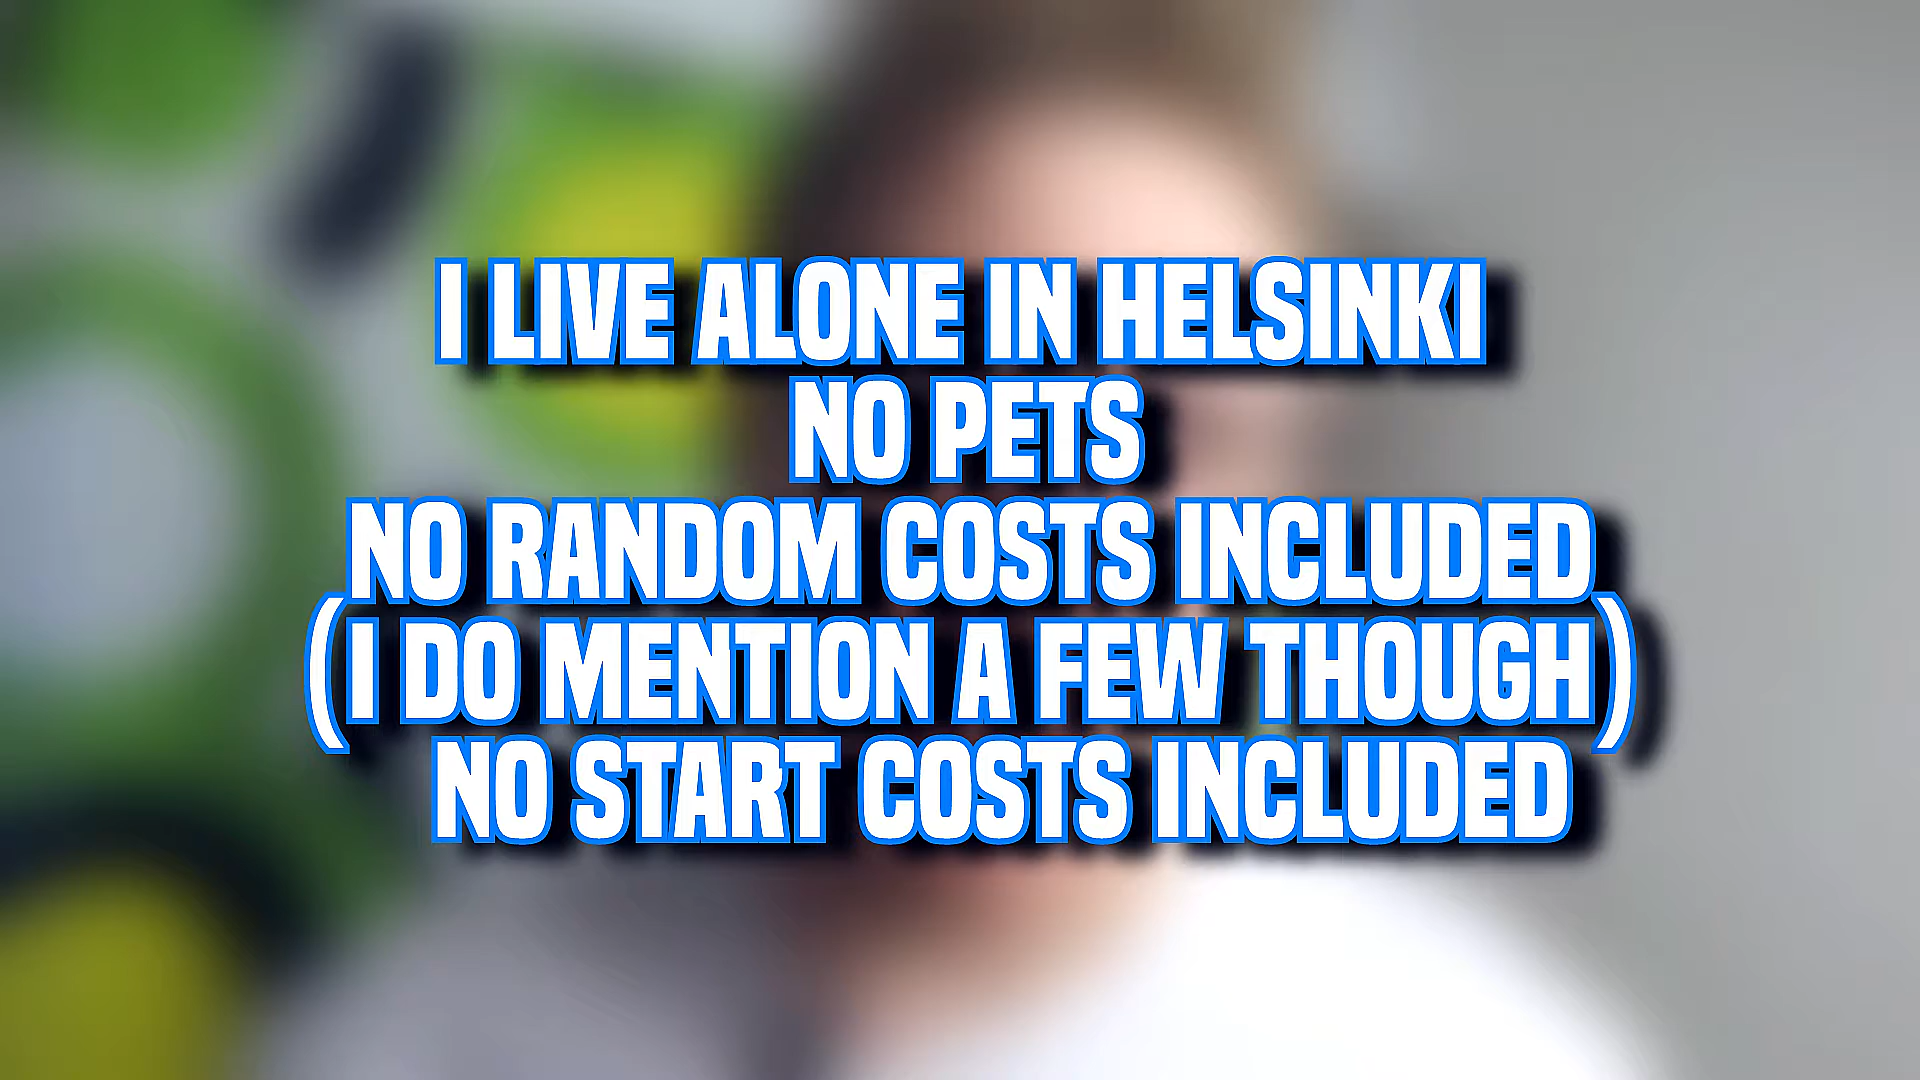 I LIVE ALONE IN HELSINKI
NO PETS
NO RANDOM COSTS INCLUDED
(I DO MENTION A FEW THOUGH)
NO START COSTS INCLUDED